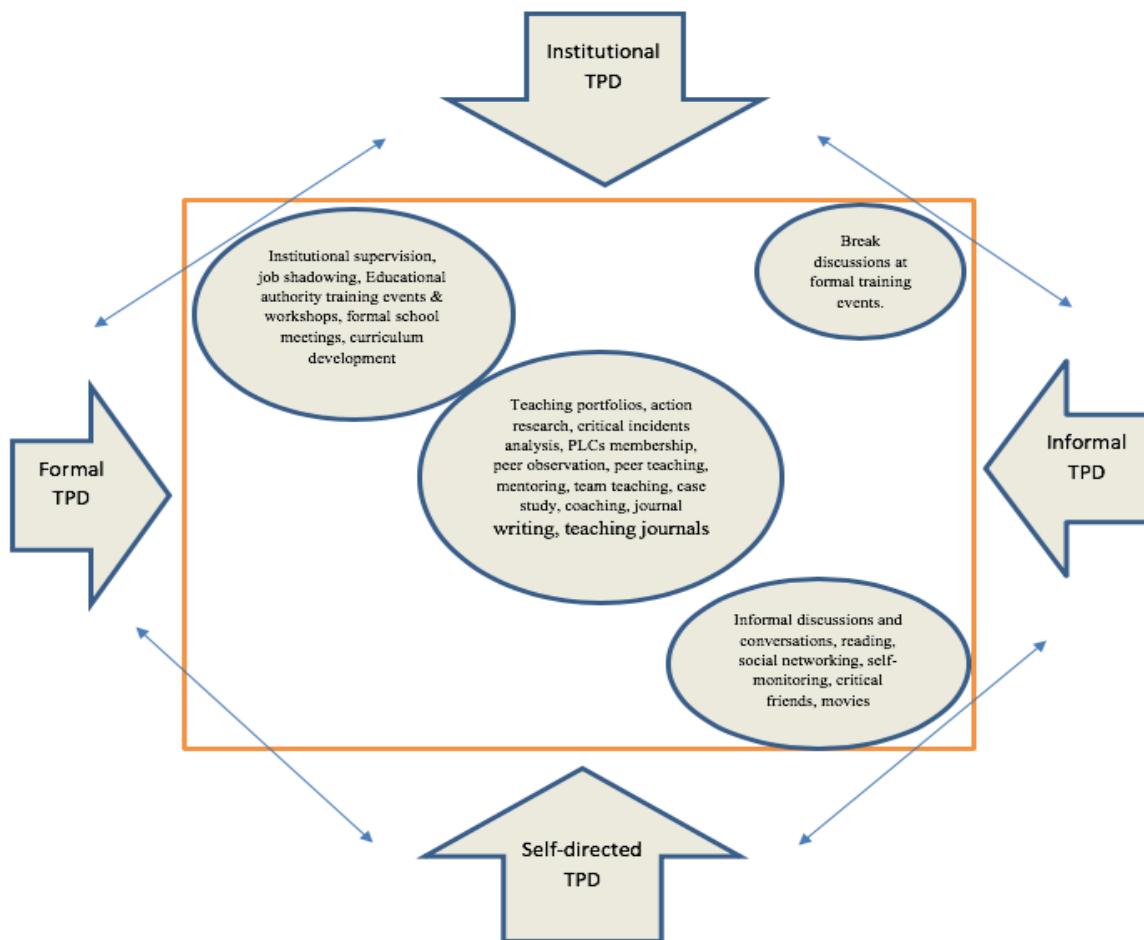 Institutional
TPD
Institutional supervision,
job shadowing, Educational
authority training events &
workshops, formal school
meetings, curriculum
development
Break
discussions at
formal training
events.
Teaching portfolios, action
research, critical incidents
analysis, PLCs membership,
peer observation, peer teaching,
mentoring, team teaching, case
study, coaching, journal
writing, teaching journals
Formal
TPD
Informal
TPD
Informal discussions and
conversations, reading,
social networking, self-
monitoring, critical
friends, movies
Self-directed
TPD